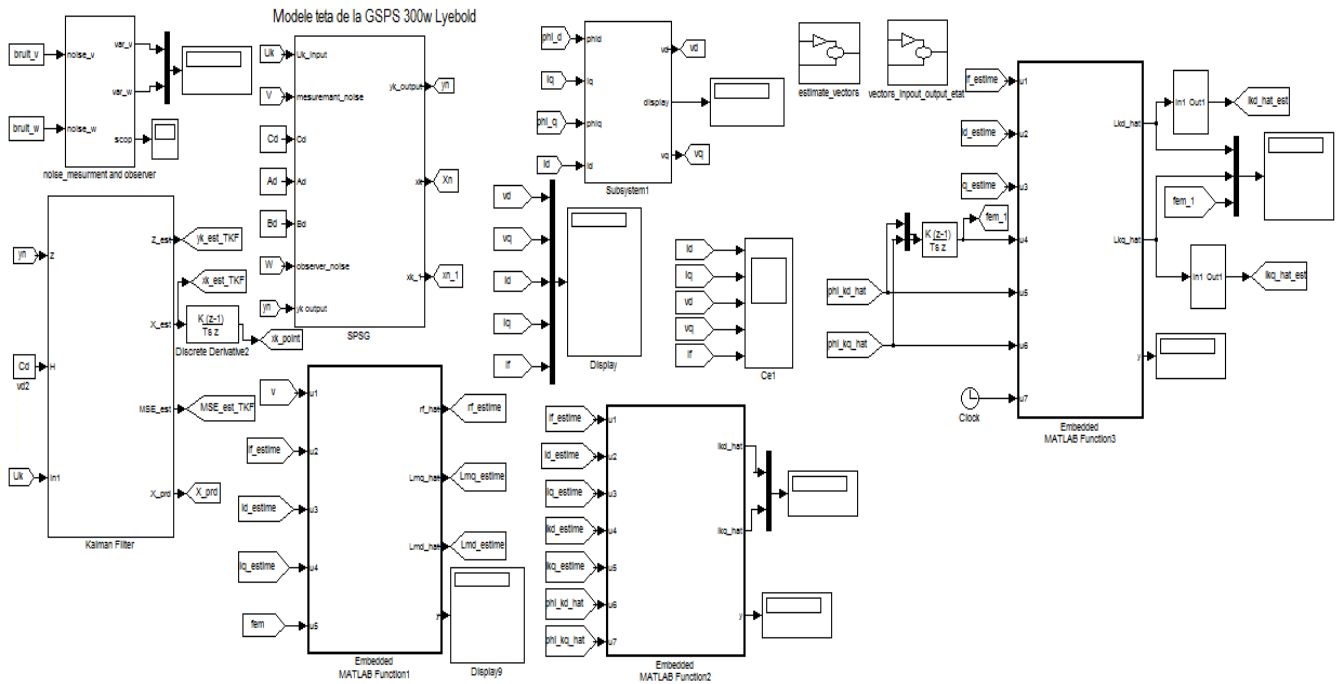 Modele teta de la GSPS 300w Lyebold
bruit_v
noise_v
var_v
var_w
bruit_w
noise_w
scop
noise_mesurment and observer
Uk
Uk_input
yk_output
yn
V
mesurement_noise
Cd
Cd
Ad
Ad
xk
Xn
Bd
Bd
W
observer_noise
xk_1
xn_1
yn
yk output
SPSG
phi_d
phid
vd
vd
Iq
Iq
display
phi_q
phiq
vq
vq
Id
Id
Subsystem1
estimate_vectors
vectors_inpout_output_etat
yn
Z
Z_est
yk_est_TKF
xk_est_TKF
X_est
K (z-1)
Ts z
Discrete Derivative2
xk_point
Cd
H
vd2
MSE_est
MSE_est_TKF
Uk
In1
X_prd
X_prd
Kalman Filter
vd
vq
Id
Iq
If
Display
Id
Iq
vd
vq
If
Ce1
v
u1
rf_hat
rf_estime
If_estime
u2
Lmq_hat
Lmq_estime
Id_estime
u3
Lmd_hat
Lmd_estime
Iq_estime
u4
fem
u5
y
Embedded
MATLAB Function1
Display9
If_estime
u1
Ikd_hat
Id_estime
u2
Iq_estime
u3
Ikd_estime
u4
Ikq_hat
Ikq_estime
u5
phi_kd_hat
u6
y
phi_kq_hat
u7
Embedded
MATLAB Function2
If_estime
u1
Lkd_hat
In1 Out1
lkd_hat_est
Id_estime
u2
q_estime
u3
fem_1
fem_1
K (z-1)
Ts z
u4
Lkq_hat
In1 Out1
lkq_hat_est
phi_kd_hat
u5
phi_kq_hat
u6
y
Clock
u7
Embedded
MATLAB Function3